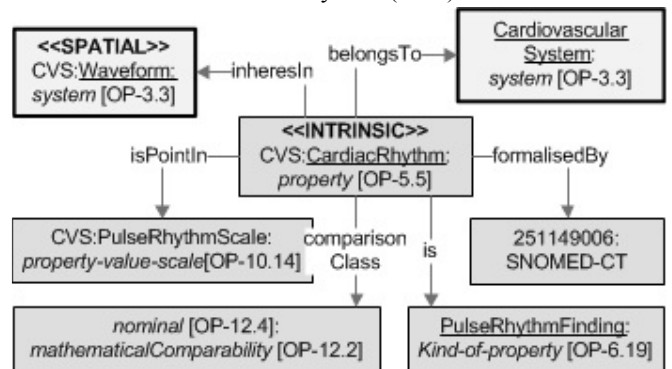 <<SPATIAL>>
CVS:Waveform:
system [OP-3.3]
inheresIn
belongsTo
Cardiovascular
System:
system [OP-3.3]
<<INTRINSIC>>
CVS:CardiacRhythm:
property [OP-5.5]
isPointIn
formalisedBy
CVS:PulseRhythmScale:
property-value-scale[OP-10.14]
comparison
Class
is
251149006:
SNOMED-CT
nominal [OP-12.4]:
mathematicalComparability [OP-12.2]
PulseRhythmFinding:
Kind-of-property [OP-6.19]